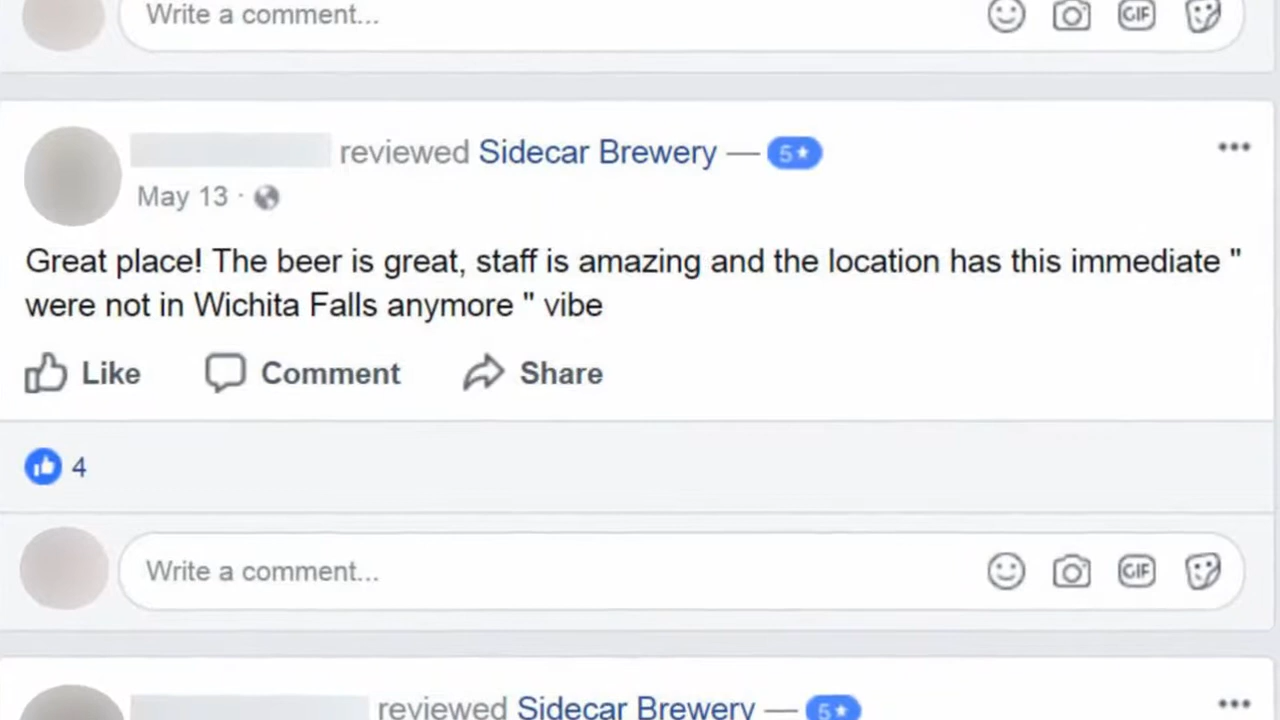 Write a comment...
GIF
reviewed Sidecar Brewery — 5★
May 13 ·
Great place! The beer is great, staff is amazing and the location has this immediate "
were not in Wichita Falls anymore " vibe
Like Comment Share
4
Write a comment...
GIF
reviewed Sidecar Brewery — 5★